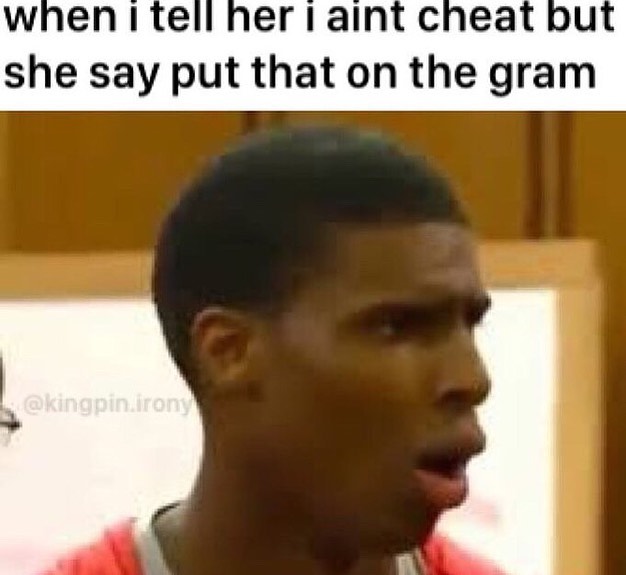 when i tell her i aint cheat but
she say put that on the gram
@kingpin.irony